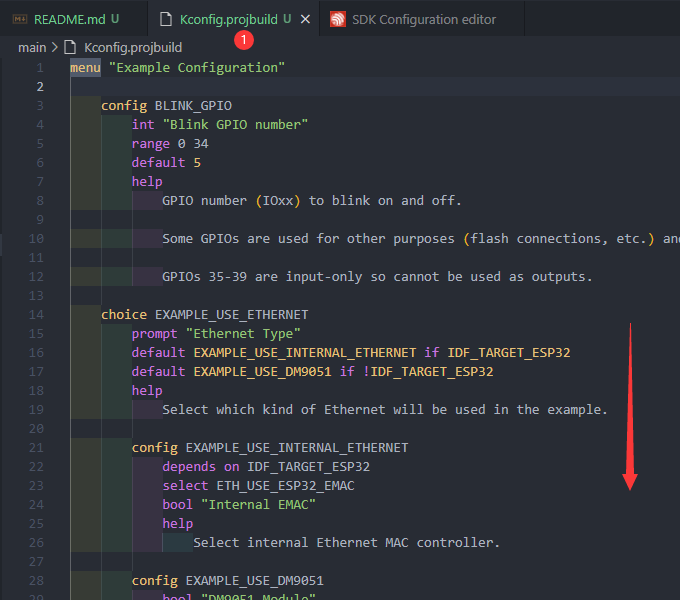 README.md U
Kconfig.projbuild U
SDK Configuration editor
1
main > Kconfig.projbuild
1 menu "Example Configuration"
2
3 config BLINK_GPIO
4 int "Blink GPIO number"
5 range 0 34
6 default 5
7 help
8 GPIO number (IOxx) to blink on and off.
9
10 Some GPIOs are used for other purposes (flash connections, etc.) and
11
12 GPIOs 35-39 are input-only so cannot be used as outputs.
13
14 choice EXAMPLE_USE_ETHERNET
15 prompt "Ethernet Type"
16 default EXAMPLE_USE_INTERNAL_ETHERNET if IDF_TARGET_ESP32
17 default EXAMPLE_USE_DM9051 if !IDF_TARGET_ESP32
18 help
19 Select which kind of Ethernet will be used in the example.
20
21 config EXAMPLE_USE_INTERNAL_ETHERNET
22 depends on IDF_TARGET_ESP32
23 select ETH_USE_ESP32_EMAC
24 bool "Internal EMAC"
25 help
26 Select internal Ethernet MAC controller.
27
28 config EXAMPLE_USE_DM9051
29 bool "DM9051 Module"